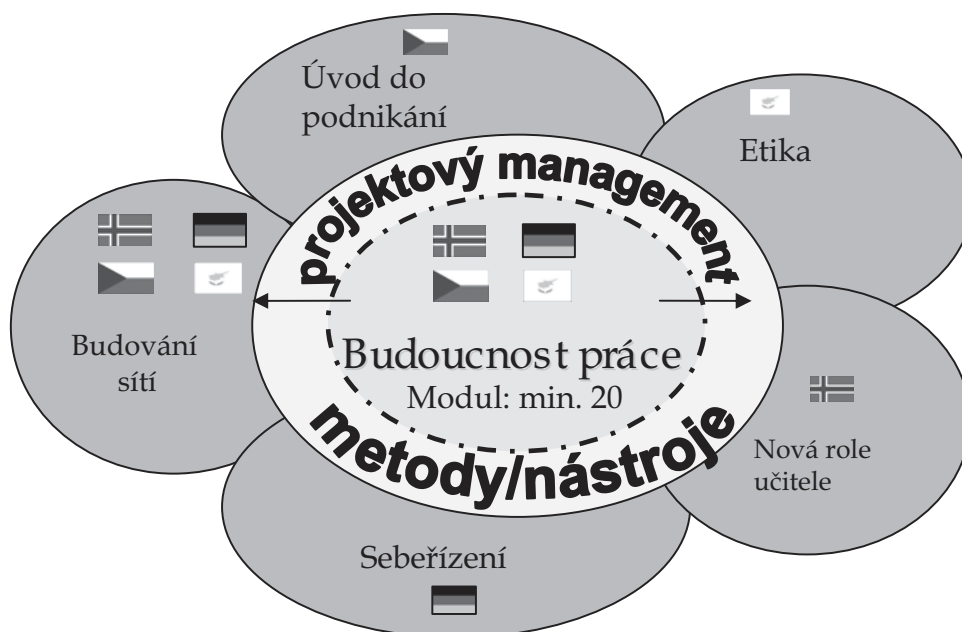 Úvod do
podnikání
Etika
projektový management
Budování
sítí
Budoucnost práce
Modul: min. 20
metody/nástroje
Nová role
učitele
Sebeřízení